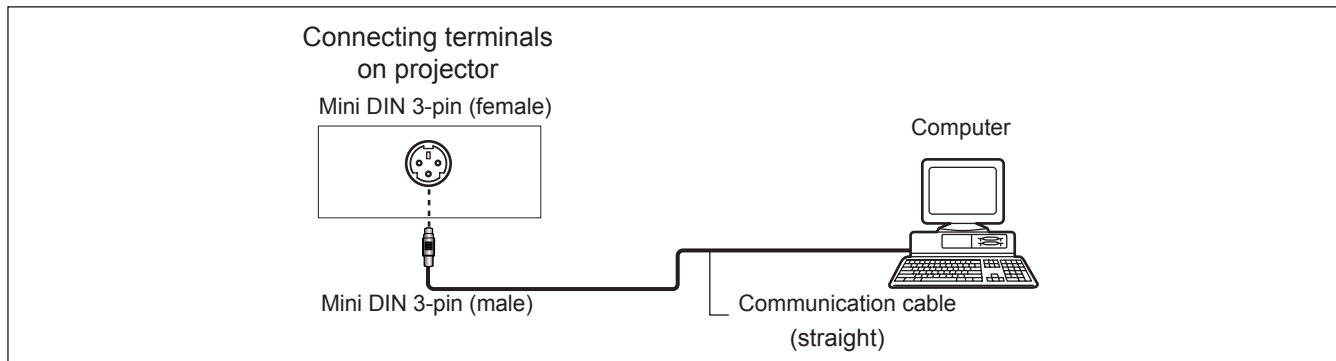 Connecting terminals
on projector
Mini DIN 3-pin (female)
Computer
Mini DIN 3-pin (male)
Communication cable
(straight)